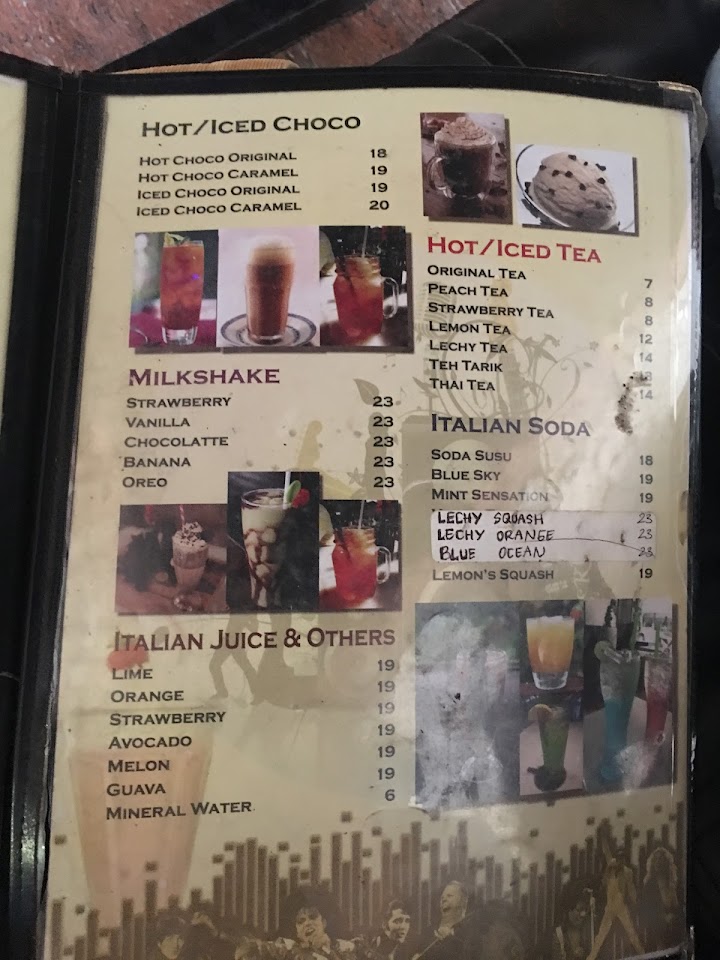 HOT/ICED CHOCO
HOT CHOCO ORIGINAL 18
HOT CHOCO CARAMEL 19
ICED CHOCO ORIGINAL 19
ICED CHOCO CARAMEL 20
MILKSHAKE
STRAWBERRY 23
VANILLA 23
CHOCOLATTE 23
BANANA 23
OREO 23
ITALIAN JUICE & OTHERS
LIME 19
ORANGE 19
STRAWBERRY 19
AVOCADO 19
MELON 19
GUAVA 19
MINERAL WATER 6
HOT/ICED TEA
ORIGINAL TEA 7
PEACH TEA 8
STRAWBERRY TEA 8
LEMON TEA 12
LECHY TEA 14
TEH TARIK
THAI TEA 14
ITALIAN SODA
SODA SUSU 18
BLUE SKY 19
MINT SENSATION 19
LECHY SQUASH 23
LECHY ORANGE 23
BLUE OCEAN 23
LEMON'S SQUASH 19